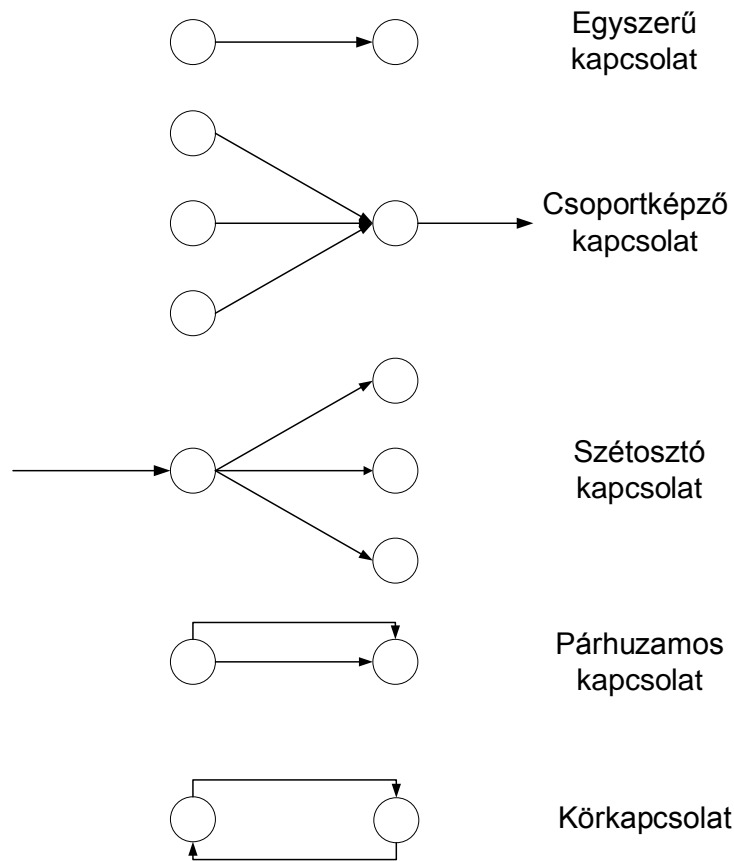 Egyszerű
kapcsolat
Csoportképző
kapcsolat
Szétosztó
kapcsolat
Párhuzamos
kapcsolat
Körkapcsolat